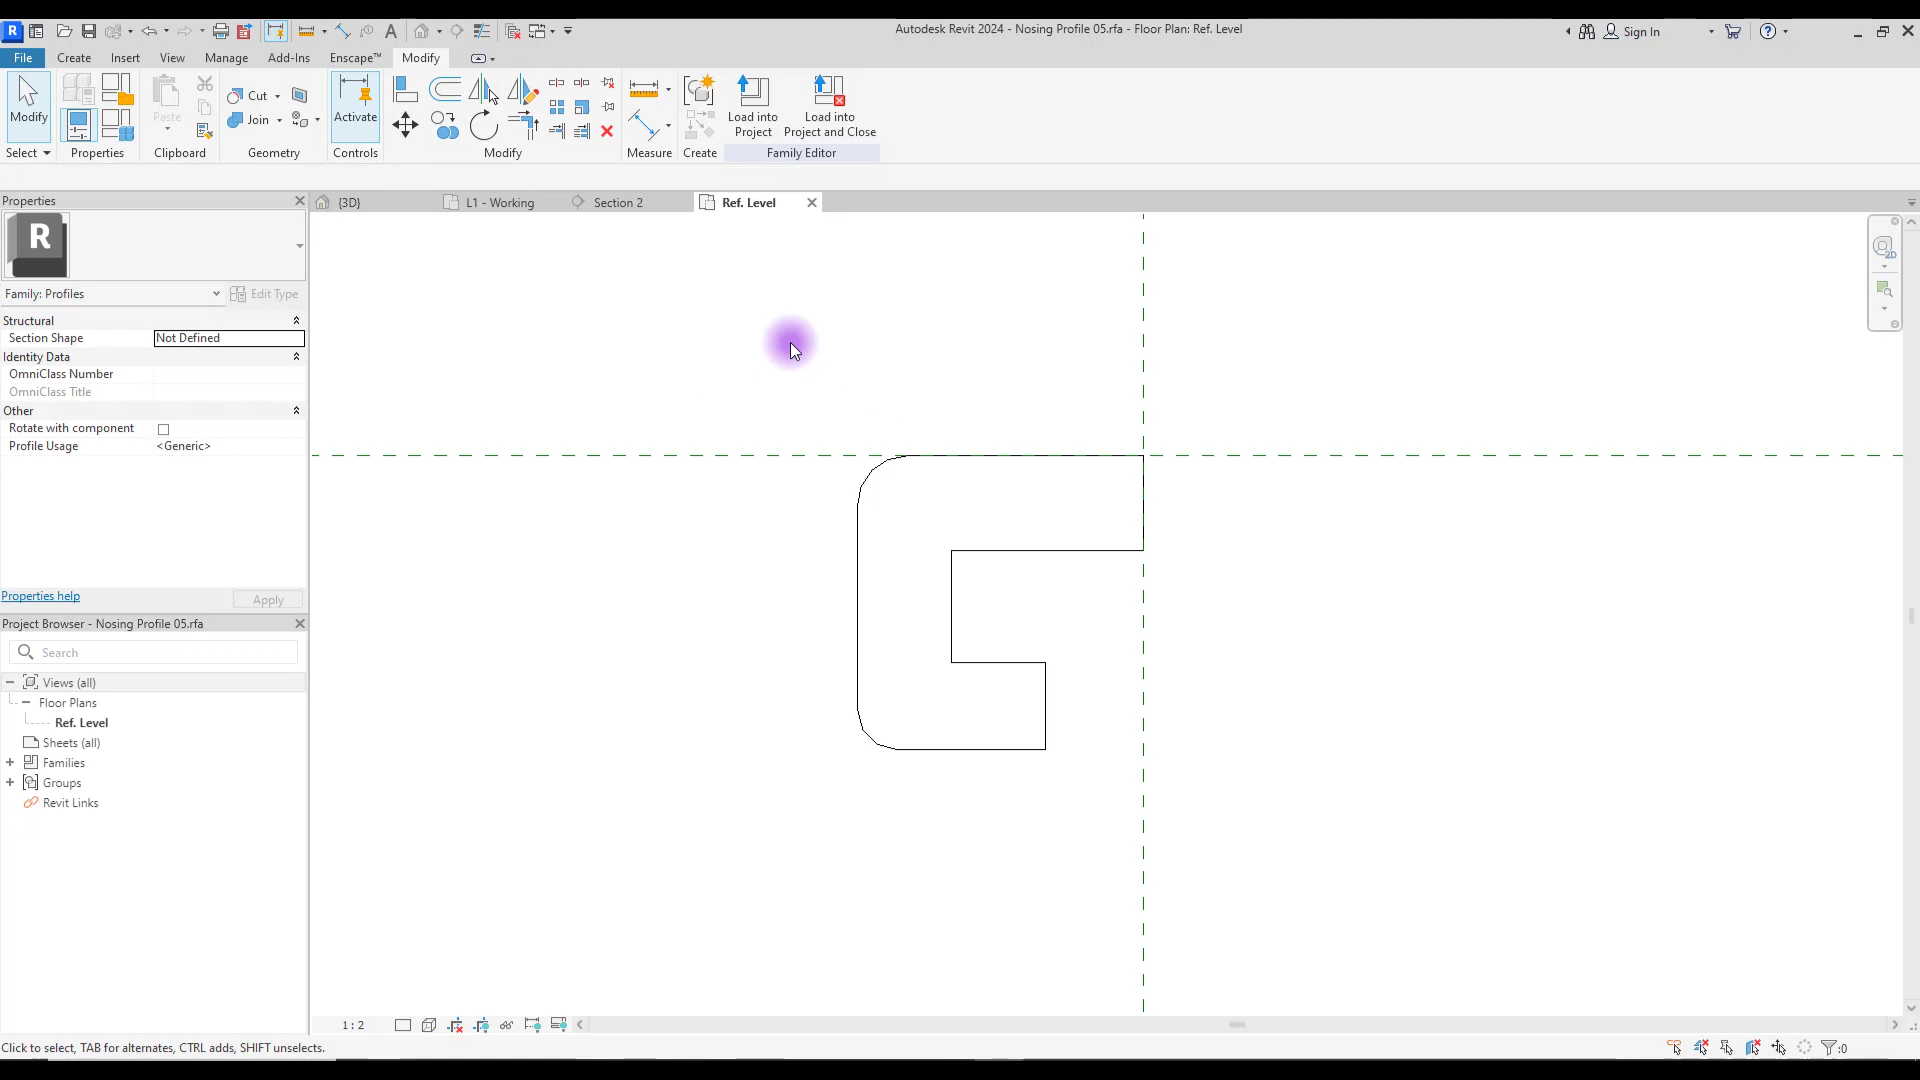 Autodesk Revit 2024 - Nosing Profile 05.rfa - Floor Plan: Ref. Level
Sign In
File Create Insert View Manage Add-Ins Enscape™ Modify
Modify
Paste
Cut
Join
Activate
Load into Project
Load into Project and Close
Select Properties Clipboard Geometry Controls Modify Measure Create Family Editor
Properties
{3D}
L1 - Working
Section 2
Ref. Level
R
Family: Profiles
Edit Type
Structural
Section Shape Not Defined
Identity Data
OmniClass Number
OmniClass Title
Other
Rotate with component
Profile Usage <Generic>
Properties help
Apply
Project Browser - Nosing Profile 05.rfa
Search
Views (all)
Floor Plans
Ref. Level
Sheets (all)
Families
Groups
Revit Links
2D
1 : 2
Click to select, TAB for alternates, CTRL adds, SHIFT unselects.
:0